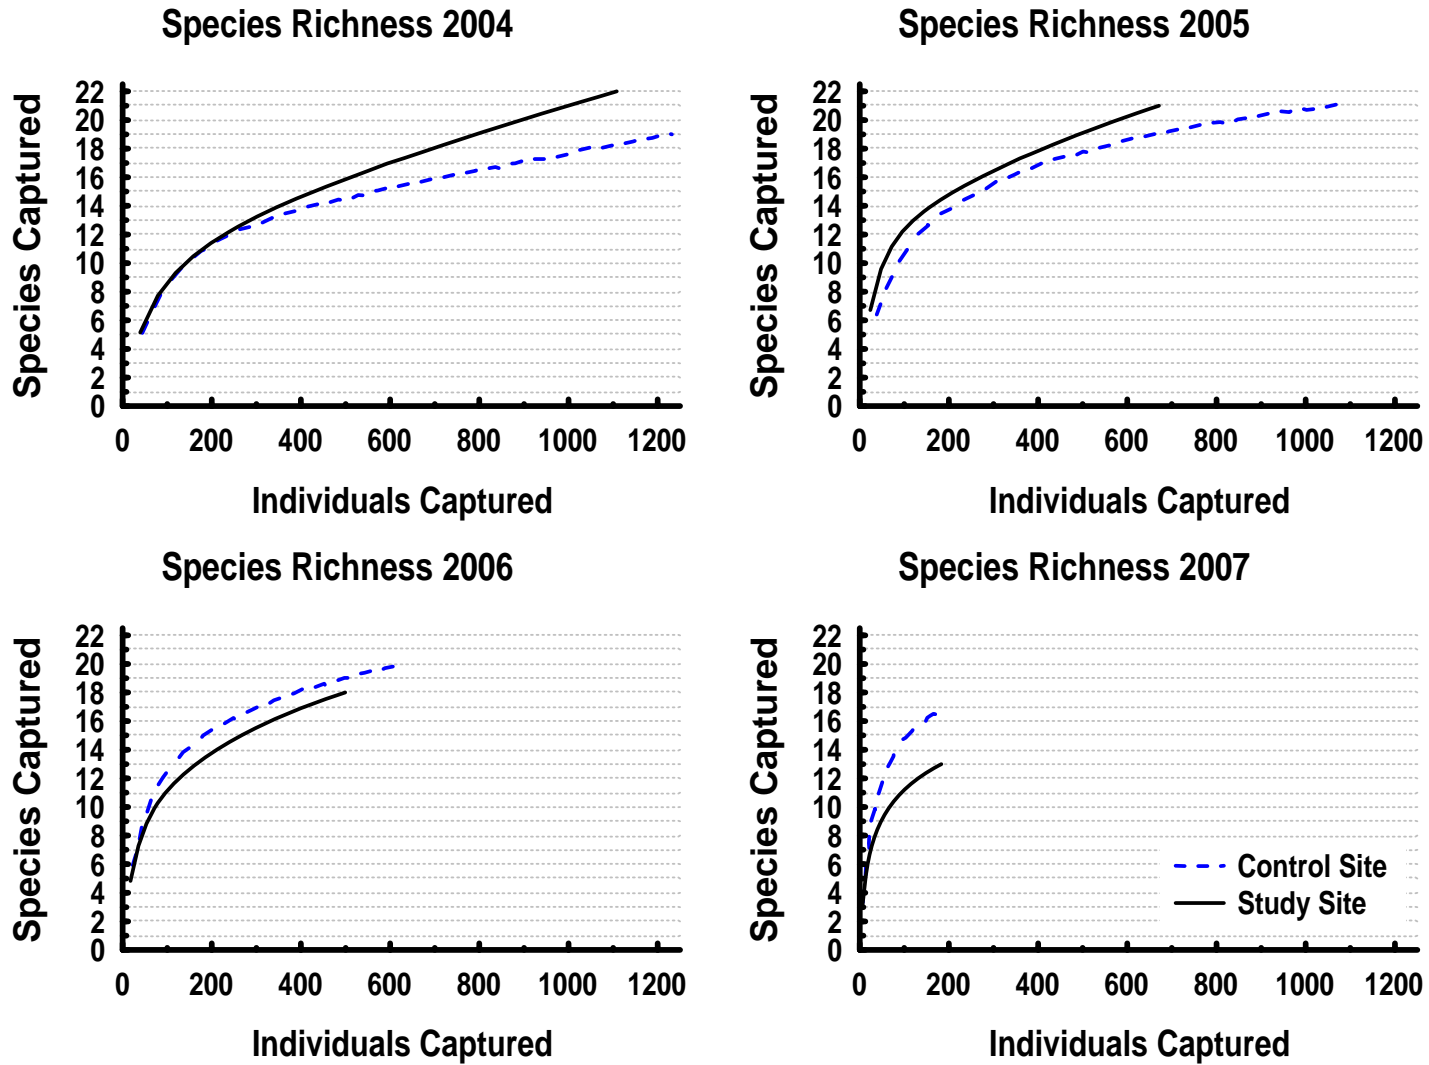 Species Richness 2004
Species Captured
22
20
18
16
14
12
10
8
6
4
2
0
0 200 400 600 800 1000 1200
Individuals Captured
Species Richness 2005
Species Captured
22
20
18
16
14
12
10
8
6
4
2
0
0 200 400 600 800 1000 1200
Individuals Captured
Species Richness 2006
Species Captured
22
20
18
16
14
12
10
8
6
4
2
0
0 200 400 600 800 1000 1200
Individuals Captured
Species Richness 2007
Species Captured
22
20
18
16
14
12
10
8
6
4
2
0
Control Site
Study Site
0 200 400 600 800 1000 1200
Individuals Captured